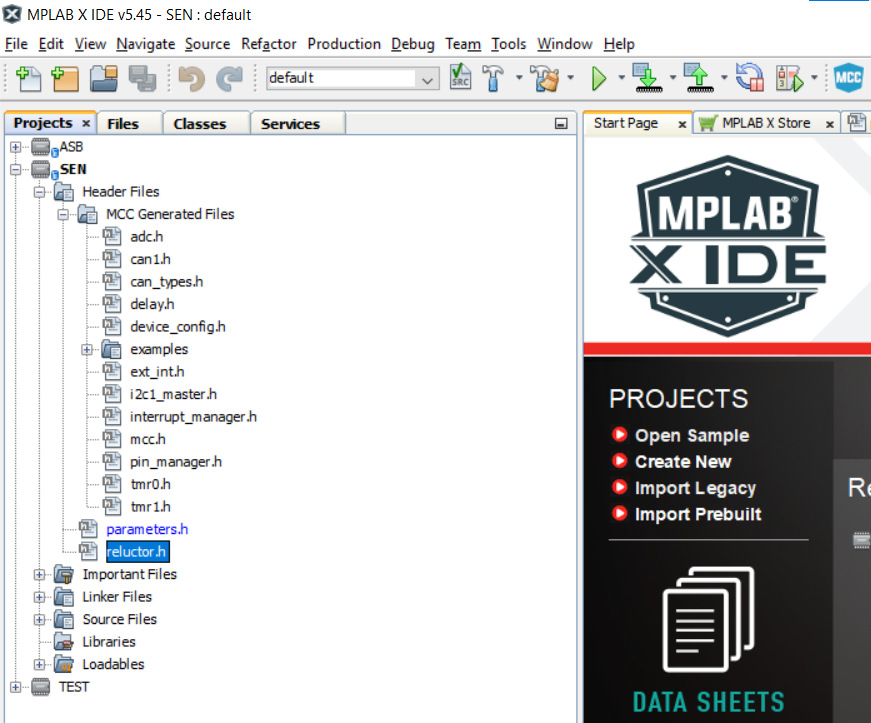 MPLAB X IDE v5.45 - SEN : default
File Edit View Navigate Source Refactor Production Debug Team Tools Window Help
default
SRC
MCC
Projects × Files Classes Services
Start Page × MPLAB X Store ×
ASB
SEN
Header Files
MCC Generated Files
adc.h
can1.h
can_types.h
delay.h
device_config.h
examples
ext_int.h
i2c1_master.h
interrupt_manager.h
mcc.h
pin_manager.h
tmr0.h
tmr1.h
parameters.h
reluctor.h
Important Files
Linker Files
Source Files
Libraries
Loadables
TEST
MPLAB®
X IDE
PROJECTS
Open Sample
Create New
Import Legacy
Import Prebuilt
DATA SHEETS